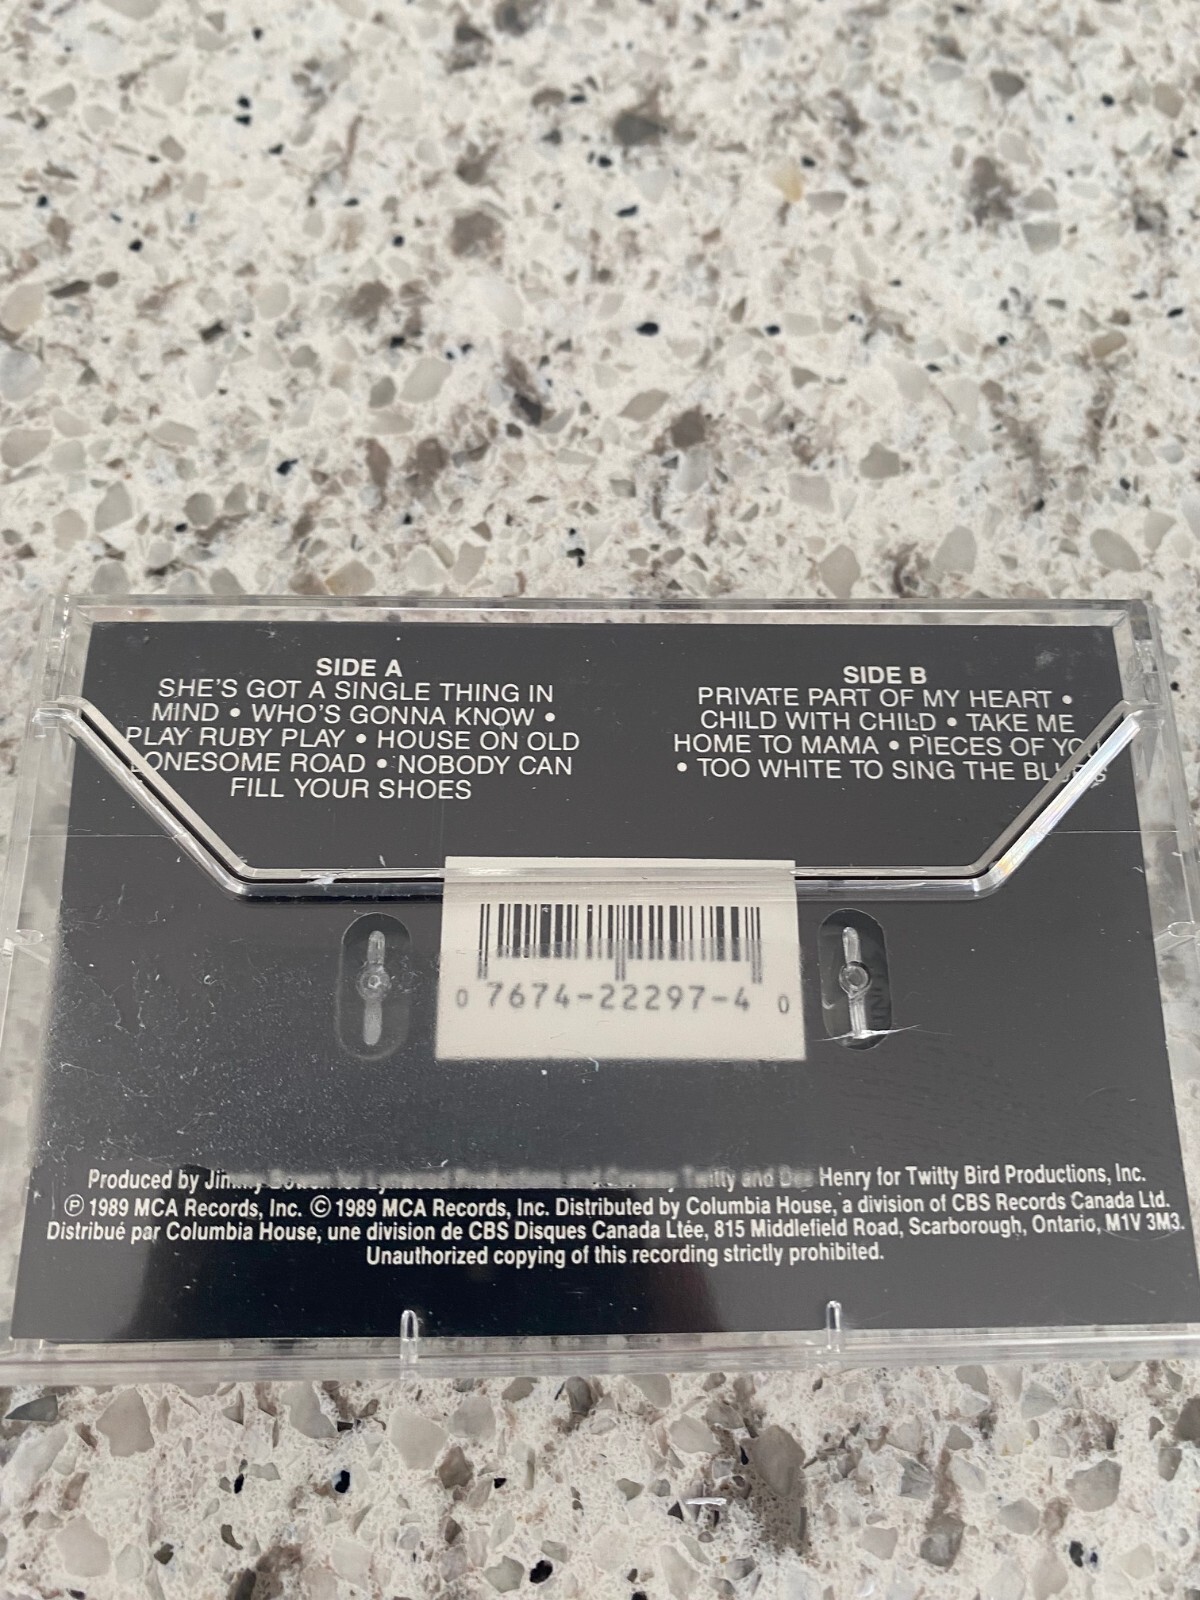 SIDE A
SHE'S GOT A SINGLE THING IN
MIND • WHO'S GONNA KNOW •
PLAY RUBY PLAY • HOUSE ON OLD
LONESOME ROAD • NOBODY CAN
FILL YOUR SHOES
SIDE B
PRIVATE PART OF MY HEART •
CHILD WITH CHILD • TAKE ME
HOME TO MAMA • PIECES OF YOU
• TOO WHITE TO SING THE BLUES
0 7674-22297-4 0
Produced by Jimmy Bowen for Lynwood Productions and Conway Twitty and Dee Henry for Twitty Bird Productions, Inc.
Ⓟ 1989 MCA Records, Inc. © 1989 MCA Records, Inc. Distributed by Columbia House, a division of CBS Records Canada Ltd.
Distribué par Columbia House, une division de CBS Disques Canada Ltée, 815 Middlefield Road, Scarborough, Ontario, M1V 3M3.
Unauthorized copying of this recording strictly prohibited.